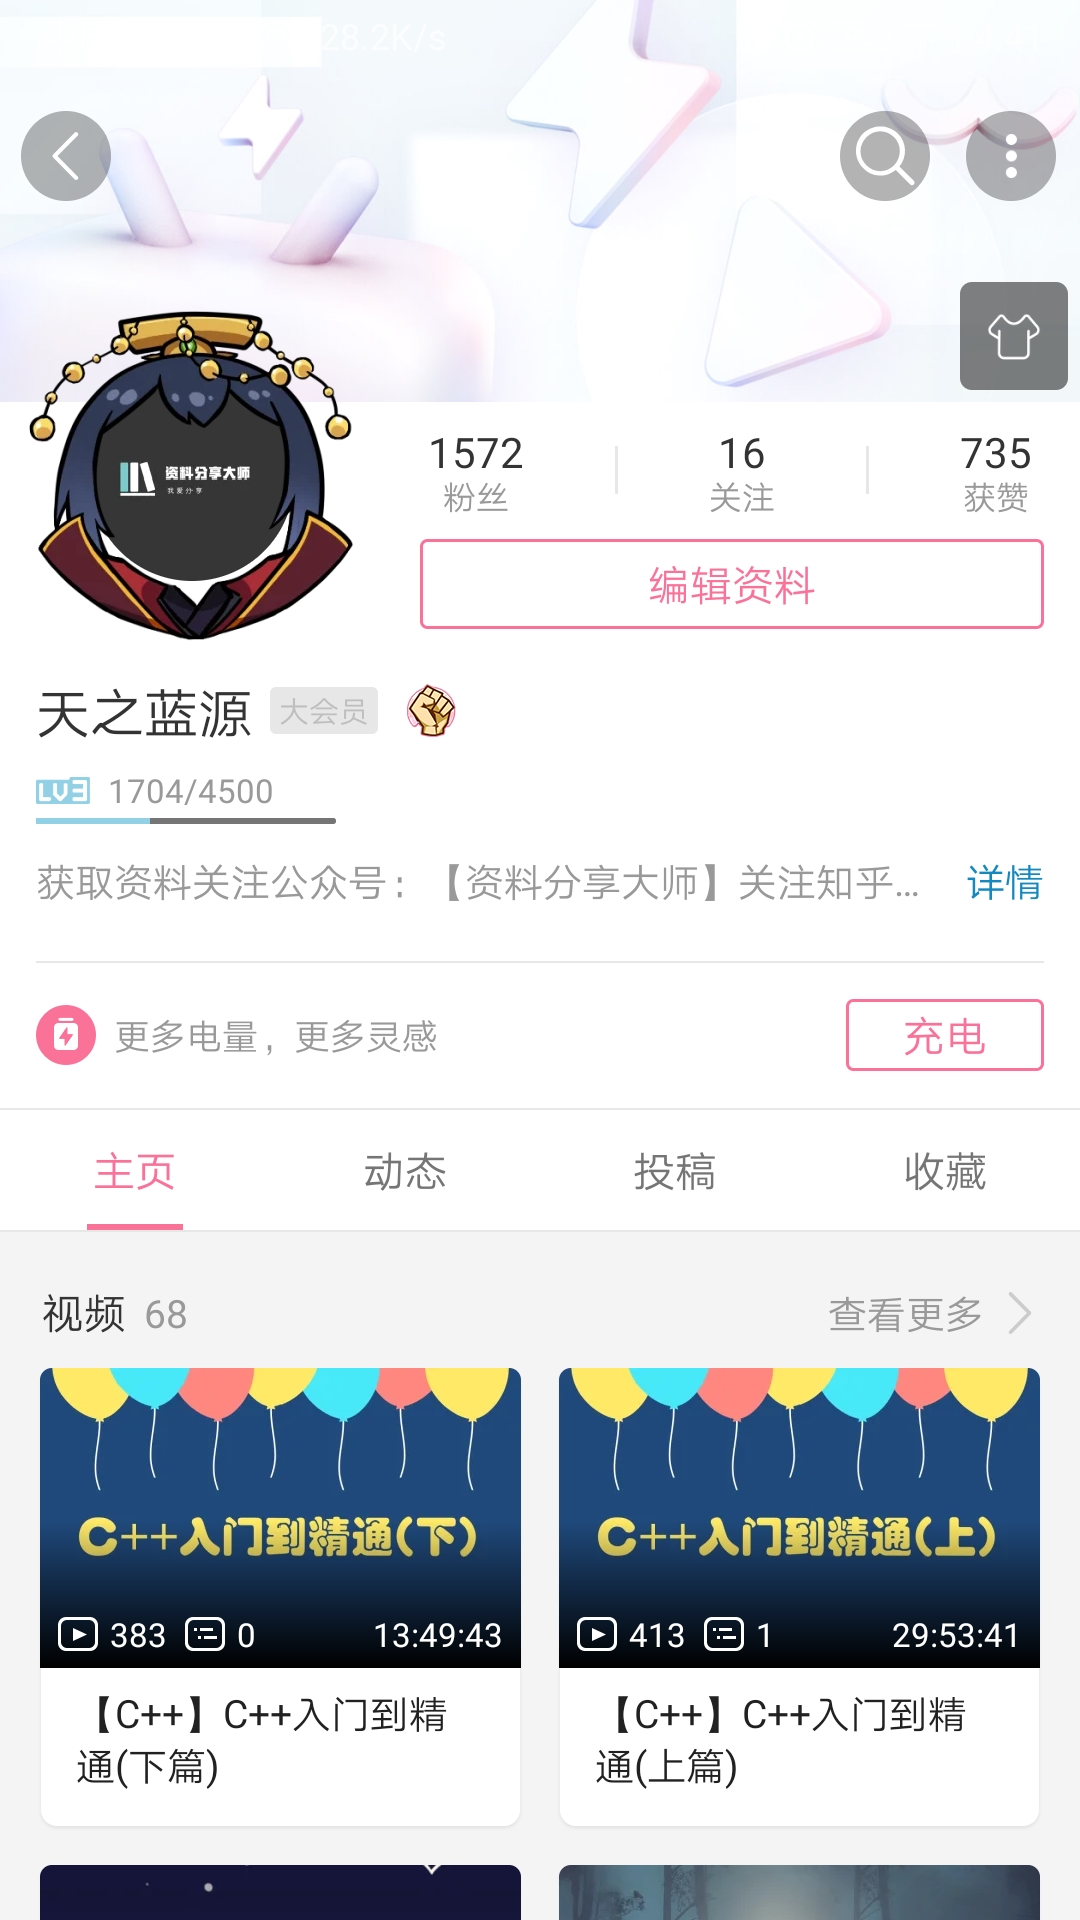 28.2K/s
资料分享大师
我爱分享
1572
粉丝
16
关注
735
获赞
编辑资料
天之蓝源 大会员
LV3 1704/4500
获取资料关注公众号：【资料分享大师】关注知乎... 详情
更多电量，更多灵感 充电
主页 动态 投稿 收藏
视频 68 查看更多
C++入门到精通(下)
383 0 13:49:43
【C++】C++入门到精
通(下篇)
C++入门到精通(上)
413 1 29:53:41
【C++】C++入门到精
通(上篇)